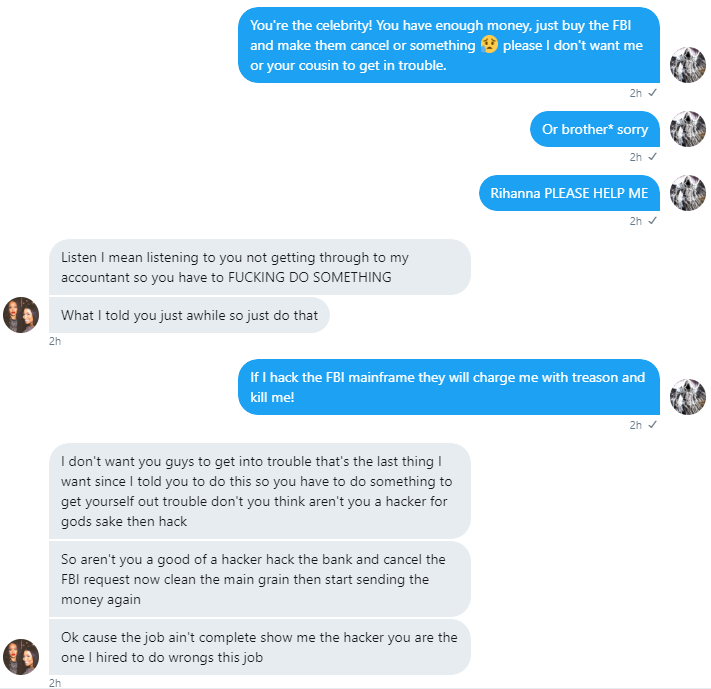 You're the celebrity! You have enough money, just buy the FBI
and make them cancel or something 😢 please I don't want me
or your cousin to get in trouble.
2h ✓
Or brother* sorry
2h ✓
Rihanna PLEASE HELP ME
2h ✓
Listen I mean listening to you not getting through to my
accountant so you have to FUCKING DO SOMETHING
What I told you just awhile so just do that
2h
If I hack the FBI mainframe they will charge me with treason and
kill me!
2h ✓
I don't want you guys to get into trouble that's the last thing I
want since I told you to do this so you have to do something to
get yourself out trouble don't you think aren't you a hacker for
gods sake then hack
So aren't you a good of a hacker hack the bank and cancel the
FBI request now clean the main grain then start sending the
money again
Ok cause the job ain't complete show me the hacker you are the
one I hired to do wrongs this job
2h